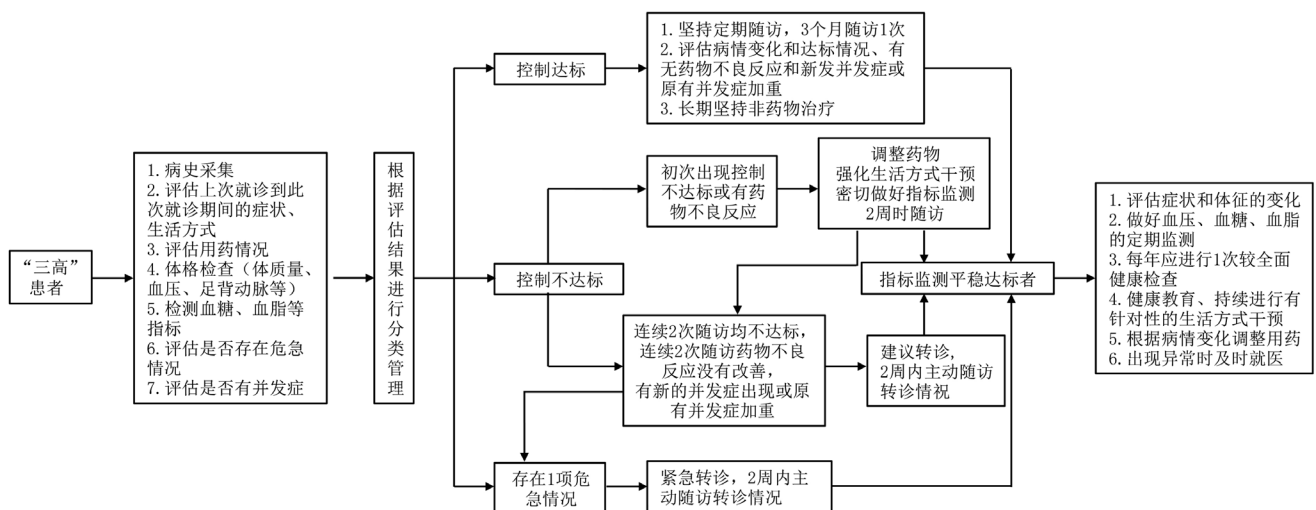 “三高”
患者
1. 病史采集
2. 评估上次就诊到此
次就诊期间的症状、
生活方式
3. 评估用药情况
4. 体格检查（体质量、
血压、足背动脉等）
5. 检测血糖、血脂等
指标
6. 评估是否存在危急
情况
7. 评估是否有并发症
根据评估结果进行分类管理
控制达标
1. 坚持定期随访，3个月随访1次
2. 评估病情变化和达标情况、有
无药物不良反应和新发并发症或
原有并发症加重
3. 长期坚持非药物治疗
控制不达标
初次出现控制
不达标或有药
物不良反应
调整药物
强化生活方式干预
密切做好指标监测
2周时随访
连续2次随访均不达标，
连续2次随访药物不良
反应没有改善，
有新的并发症出现或原
有并发症加重
建议转诊，
2周内主动随访
转诊情况
存在1项危
急情况
紧急转诊，2周内主
动随访转诊情况
指标监测平稳达标者
1. 评估症状和体征的变化
2. 做好血压、血糖、血脂
的定期监测
3. 每年应进行1次较全面
健康检查
4. 健康教育、持续进行有
针对性的生活方式干预
5. 根据病情变化调整用药
6. 出现异常时及时就医